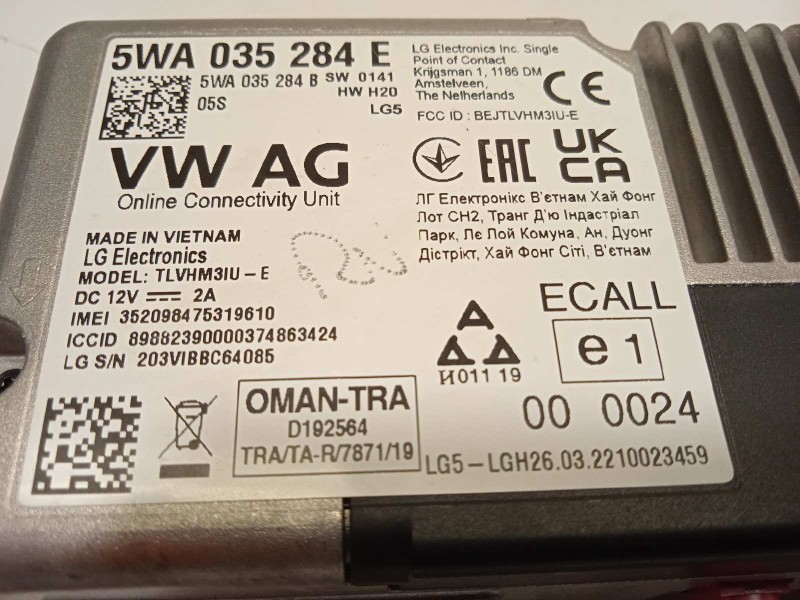 5WA 035 284 E
5WA 035 284 B SW 0141
HW H20
05S
LG5
VW AG
Online Connectivity Unit
MADE IN VIETNAM
LG Electronics
MODEL: TLVHM3IU-E
DC 12V 2A
IMEI 352098475319610
ICCID 89882390000374863424
LG S/N 203VIBBC64085
OMAN-TRA
D192564
TRA/TA-R/7871/19
LG Electronics Inc. Single
Point of Contact
Krijgsman 1, 1186 DM
Amstelveen,
The Netherlands
CE
FCC ID : BEJTLVHM3IU-E
EAC
UK
CA
ЛГ Електронікс В'єтнам Хай Фонг
Лот CH2, Транг Д'ю Індастріал
Парк, Лє Лой Комуна, Ан, Дуонг
Дістрікт, Хай Фонг Сіті, В'єтнам
ECALL
e1
И011 19
00 0024
LG5-LGH26.03.2210023459